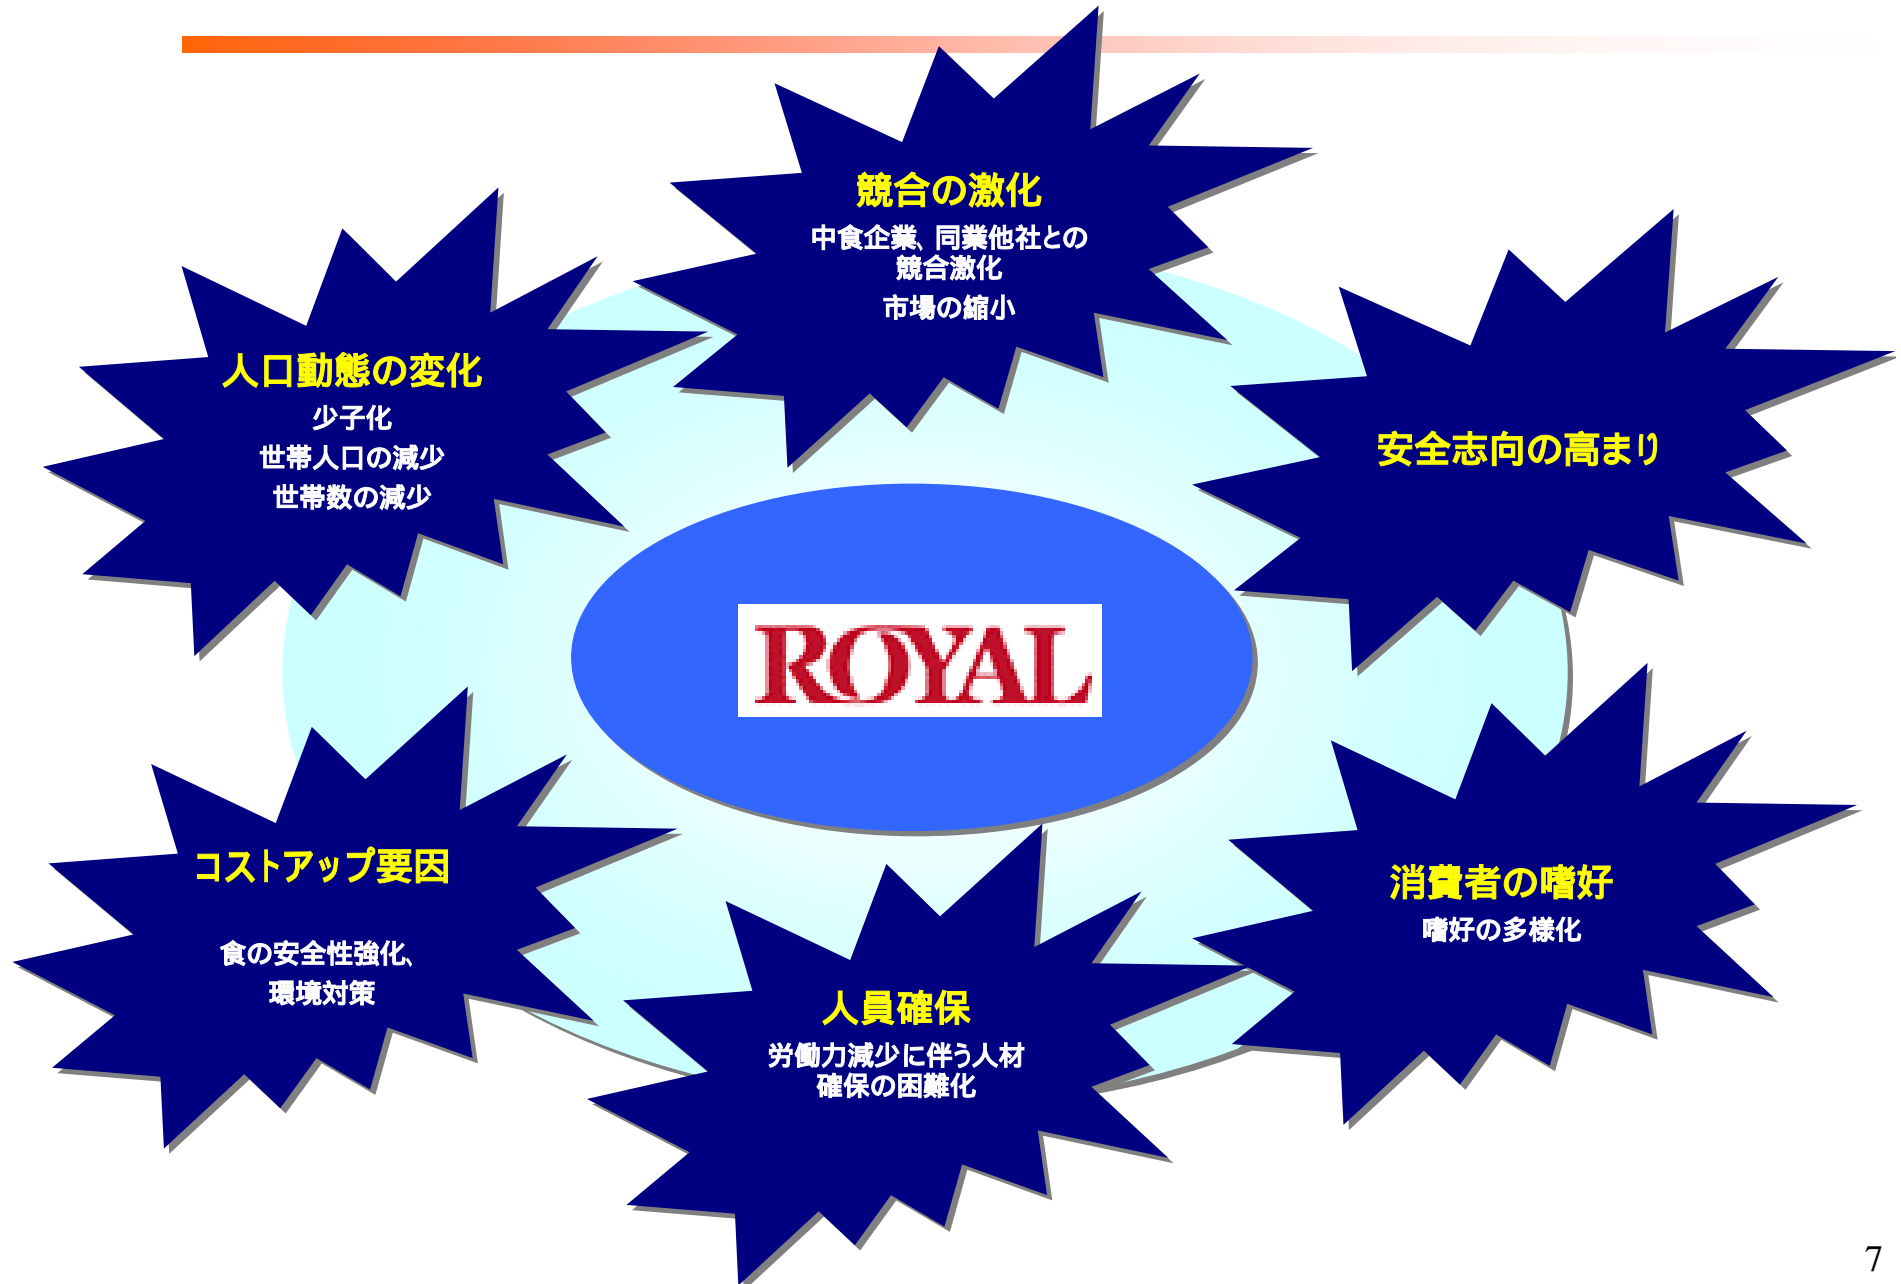 競合の激化
中食企業、同業他社との
競合激化
市場の縮小
人口動態の変化
少子化
世帯人口の減少
世帯数の減少
安全志向の高まり
ROYAL
コストアップ要因
食の安全性強化、
環境対策
消費者の嗜好
嗜好の多様化
人員確保
労働力減少に伴う人材
確保の困難化
7